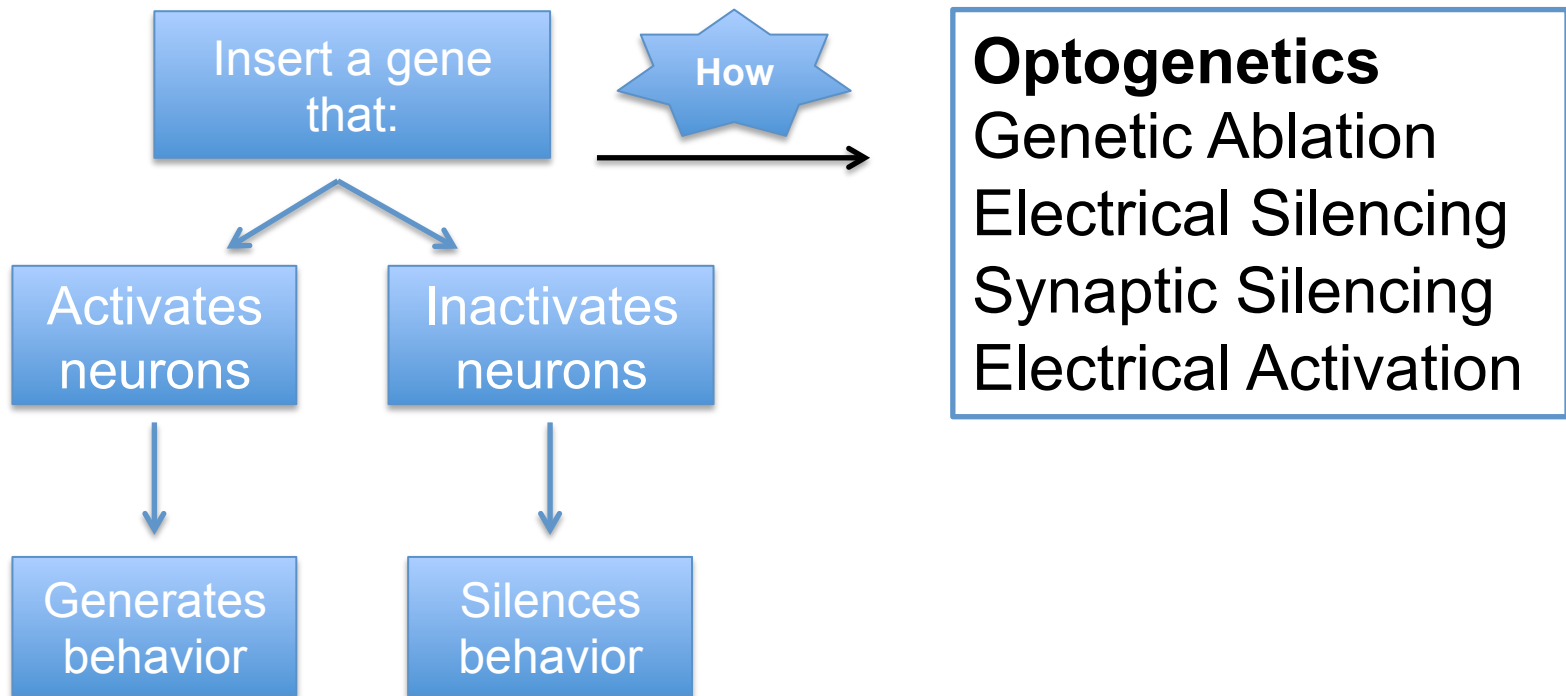 Insert a gene
that:
How
Optogenetics
Genetic Ablation
Electrical Silencing
Synaptic Silencing
Electrical Activation
Activates
neurons
Inactivates
neurons
Generates
behavior
Silences
behavior